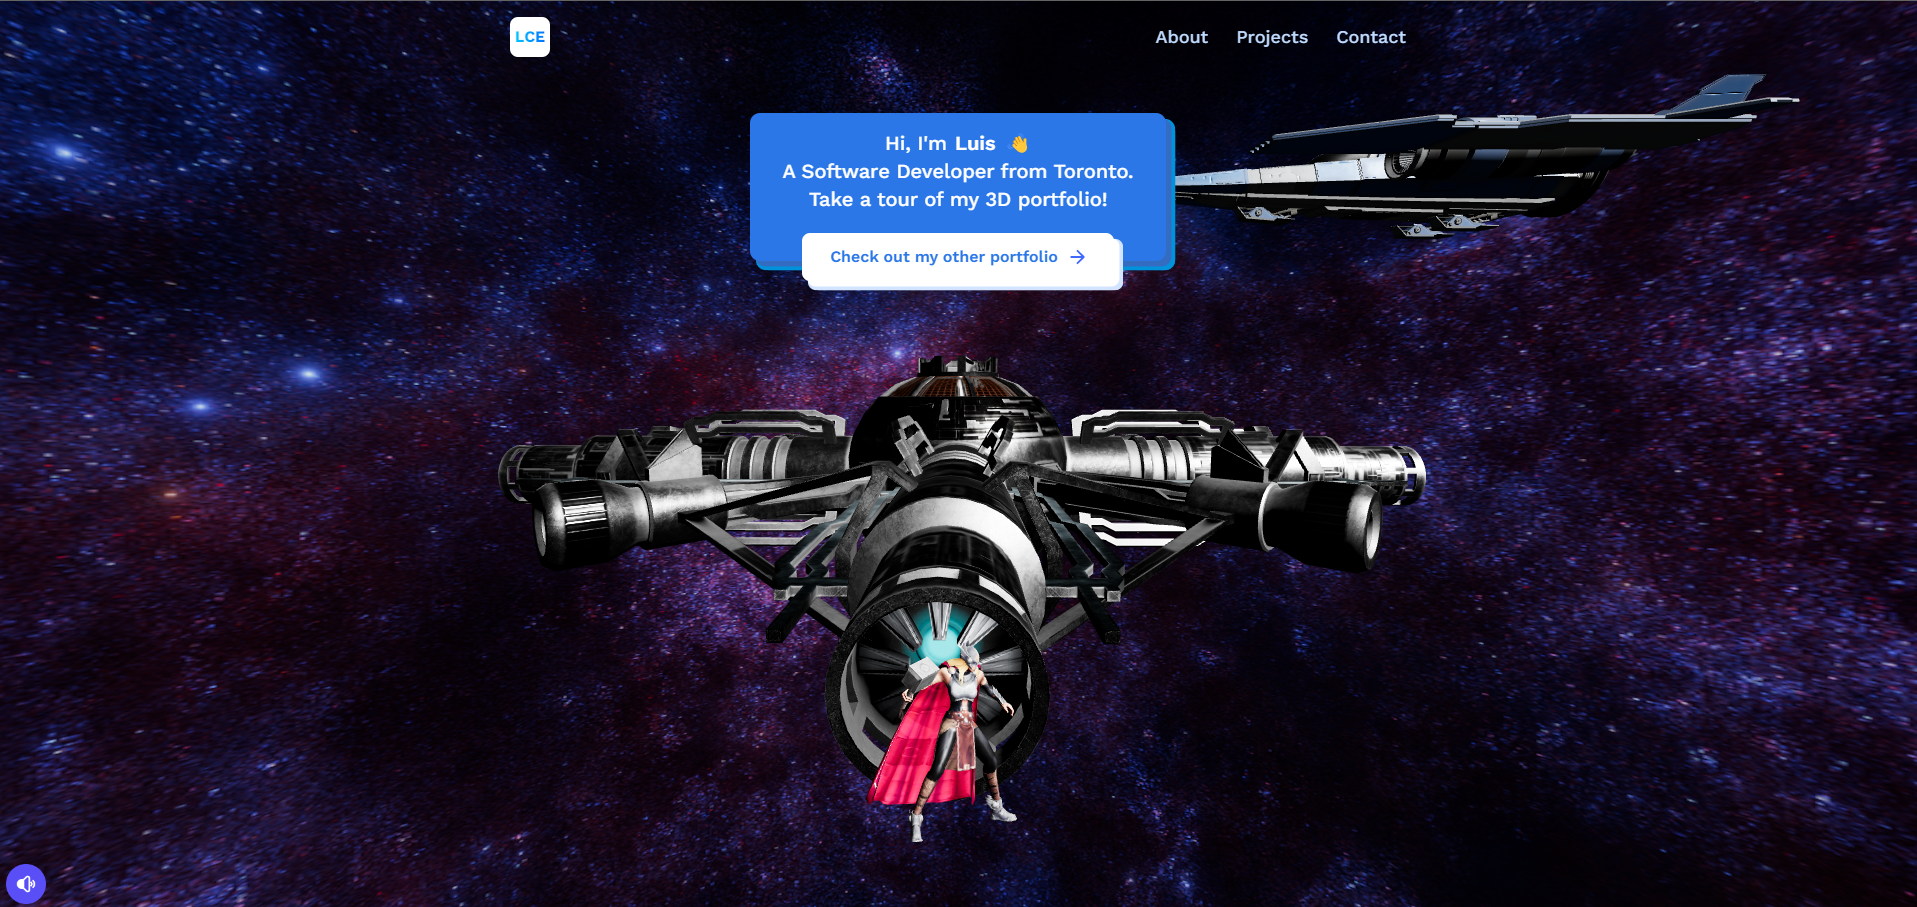 LCE
About
Projects
Contact
Hi, I'm Luis 👋
A Software Developer from Toronto.
Take a tour of my 3D portfolio!
Check out my other portfolio →